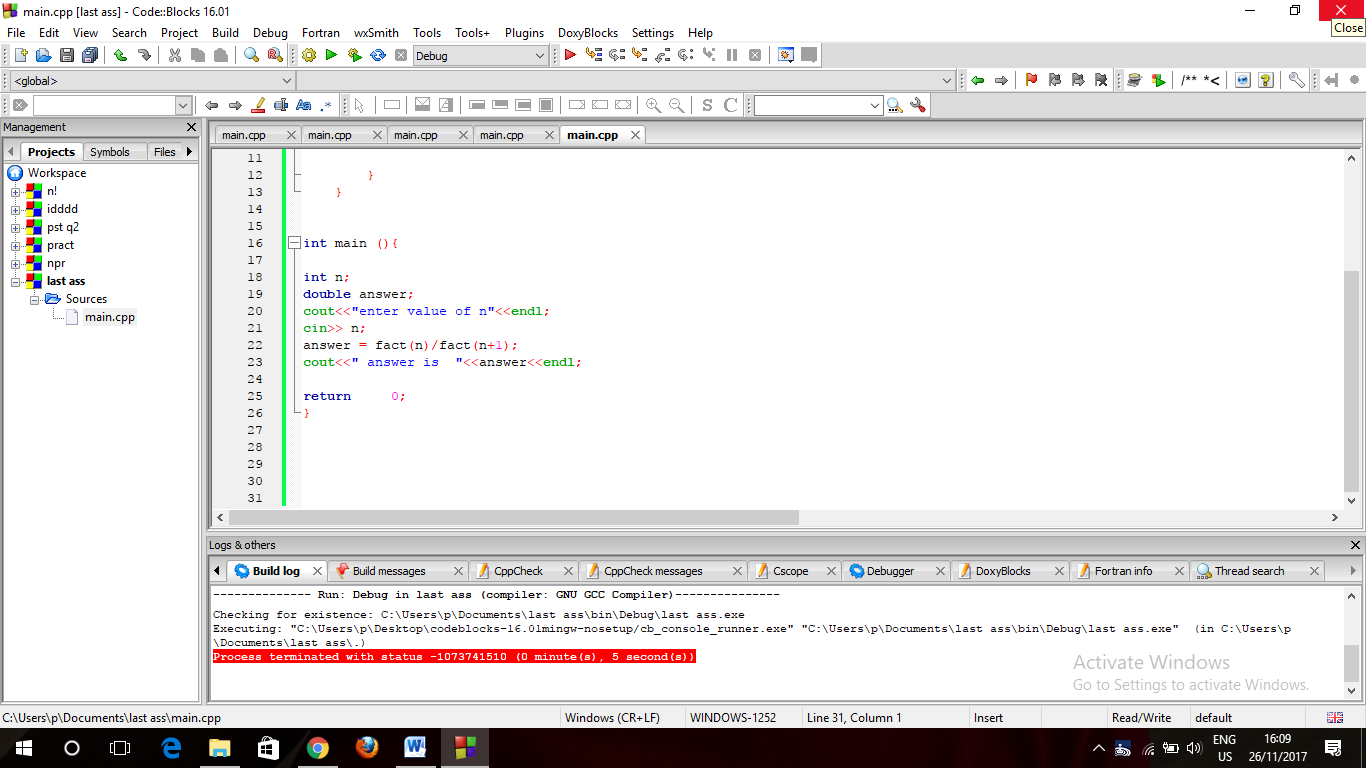 main.cpp [last ass] - Code::Blocks 16.01
Close
File Edit View Search Project Build Debug Fortran wxSmith Tools Tools+ Plugins DoxyBlocks Settings Help
Debug
<global>
/** *<
Aa .* S C
Management
main.cpp main.cpp main.cpp main.cpp main.cpp
Projects Symbols Files
Workspace
n!
idddd
pst q2
pract
npr
last ass
Sources
main.cpp
11
12 }
13 }
14
15
16 int main (){
17
18 int n;
19 double answer;
20 cout<<"enter value of n"<<endl;
21 cin>> n;
22 answer = fact(n)/fact(n+1);
23 cout<<" answer is  "<<answer<<endl;
24
25 return     0;
26 }
27
28
29
30
31
Logs & others
Build log Build messages CppCheck CppCheck messages Cscope Debugger DoxyBlocks Fortran info Thread search
-------------- Run: Debug in last ass (compiler: GNU GCC Compiler)---------------
Checking for existence: C:\Users\p\Documents\last ass\bin\Debug\last ass.exe
Executing: "C:\Users\p\Desktop\codeblocks-16.01mingw-nosetup/cb_console_runner.exe" "C:\Users\p\Documents\last ass\bin\Debug\last ass.exe"  (in C:\Users\p
\Documents\last ass\.)
Process terminated with status -1073741510 (0 minute(s), 5 second(s))
Activate Windows
Go to Settings to activate Windows.
C:\Users\p\Documents\last ass\main.cpp Windows (CR+LF) WINDOWS-1252 Line 31, Column 1 Insert Read/Write default
ENG 16:09
US 26/11/2017